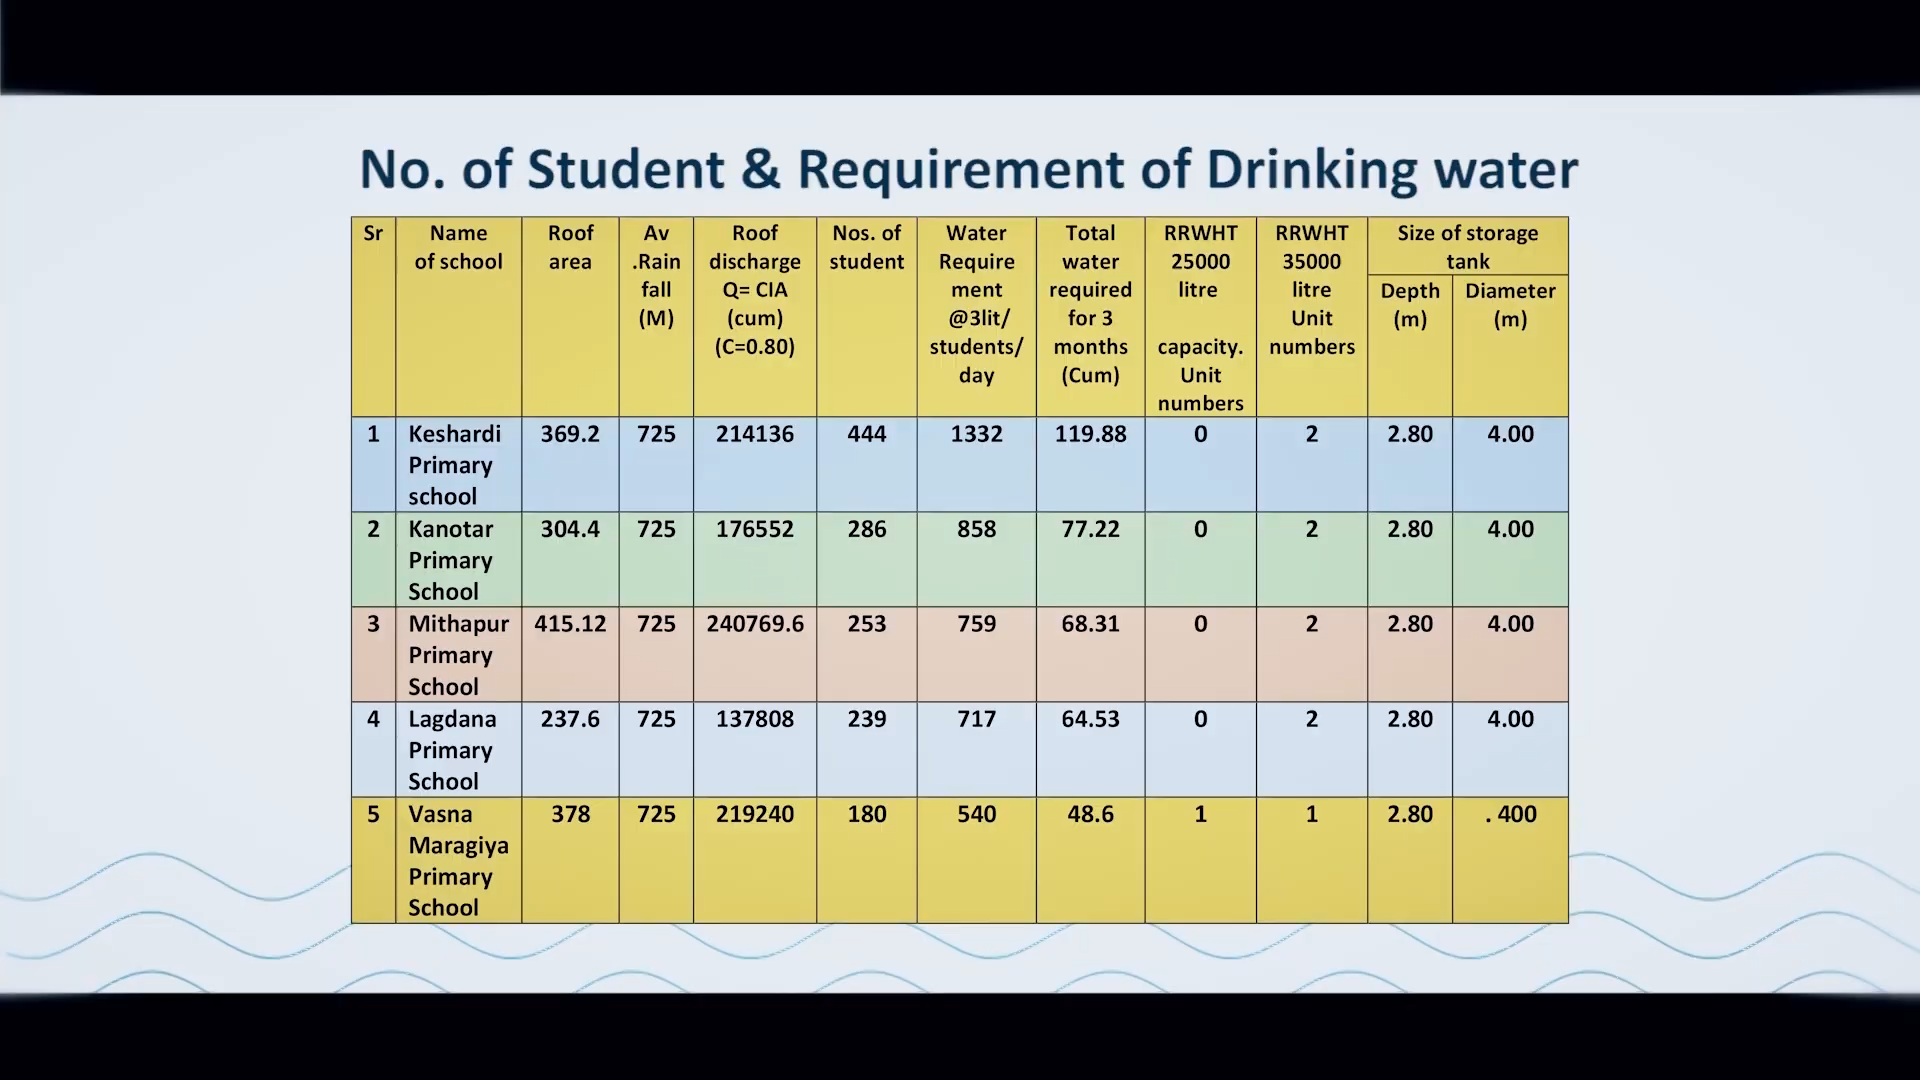 No. of Student & Requirement of Drinking water
Sr
Name
of school
Roof
area
Av
.Rain
fall
(M)
Roof
discharge
Q= CIA
(cum)
(C=0.80)
Nos. of
student
Water
Require
ment
@3lit/
students/
day
Total
water
required
for 3
months
(Cum)
RRWHT
25000
litre
capacity.
Unit
numbers
RRWHT
35000
litre
Unit
numbers
Size of storage
tank
Depth
(m)
Diameter
(m)
1 Keshardi 369.2 725 214136 444 1332 119.88 0 2 2.80 4.00
Primary
school
2 Kanotar 304.4 725 176552 286 858 77.22 0 2 2.80 4.00
Primary
School
3 Mithapur 415.12 725 240769.6 253 759 68.31 0 2 2.80 4.00
Primary
School
4 Lagdana 237.6 725 137808 239 717 64.53 0 2 2.80 4.00
Primary
School
5 Vasna 378 725 219240 180 540 48.6 1 1 2.80 . 400
Maragiya
Primary
School